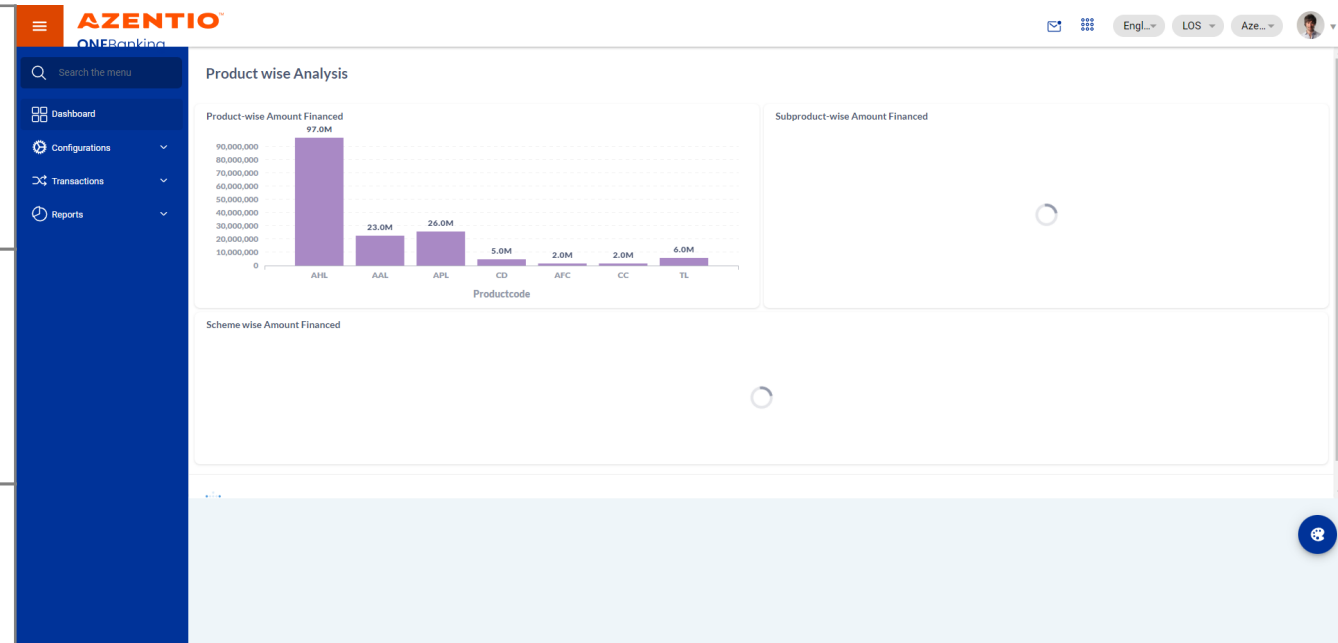 AZENTIO™
ONEBanking
Engl...
LOS
Aze...
Search the menu
Dashboard
Configurations
Transactions
Reports
Product wise Analysis
Product-wise Amount Financed
97.0M
90,000,000
80,000,000
70,000,000
60,000,000
50,000,000
40,000,000
30,000,000
20,000,000
10,000,000
0
23.0M
26.0M
5.0M
2.0M
2.0M
6.0M
AHL AAL APL CD AFC CC TL
Productcode
Subproduct-wise Amount Financed
Scheme wise Amount Financed